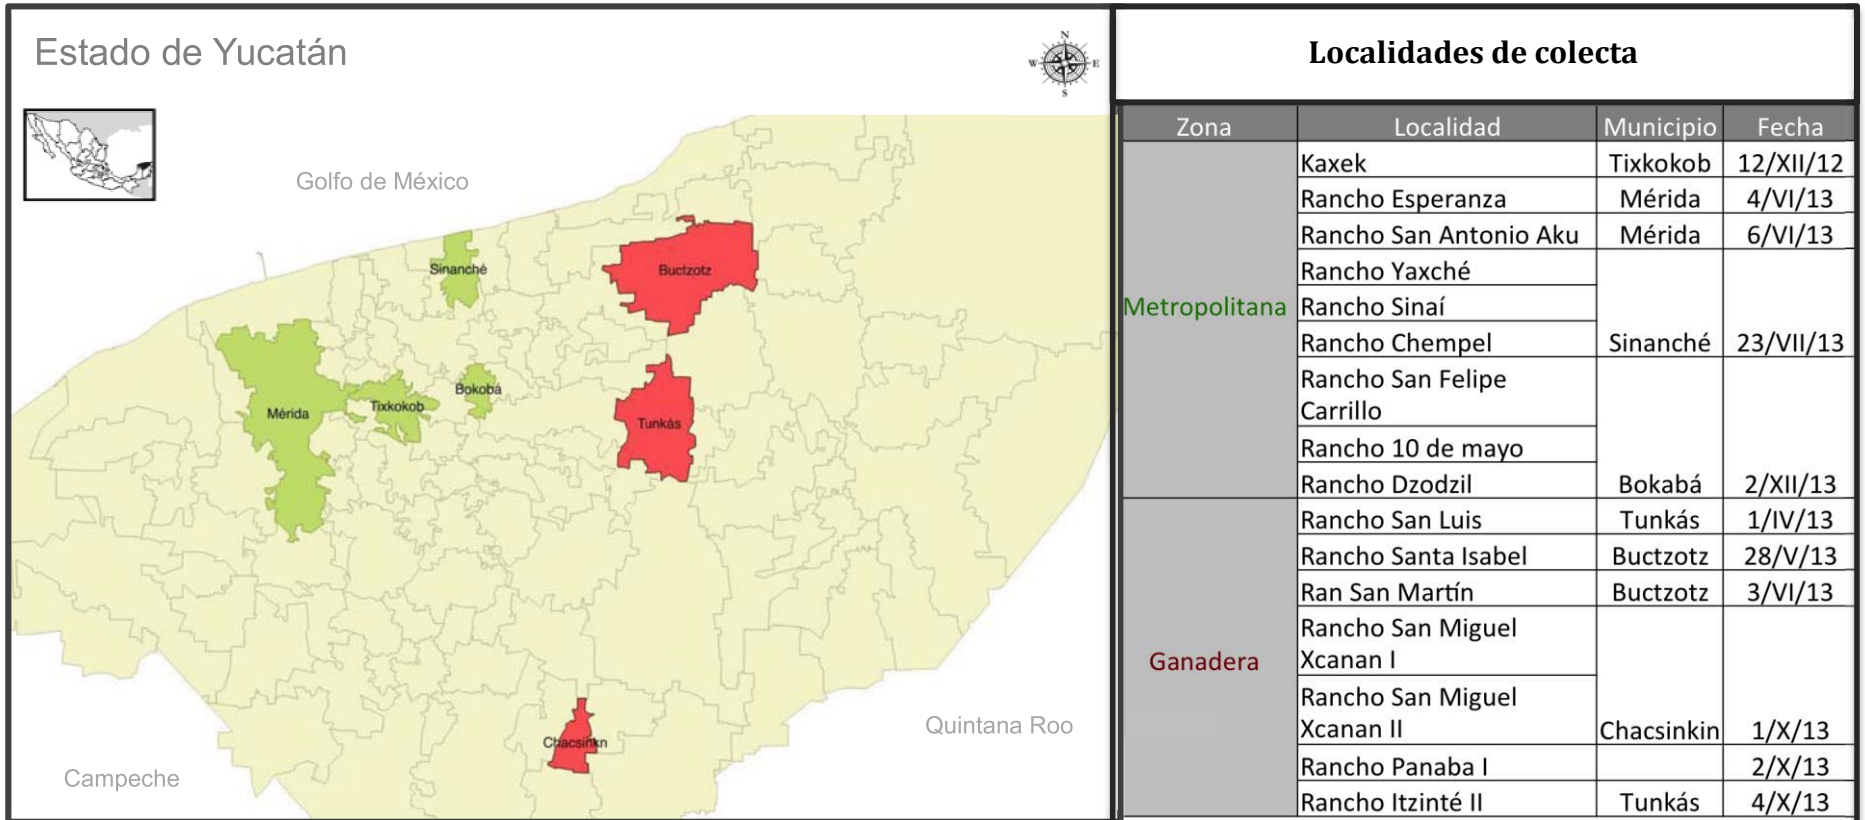 Estado de Yucatán
N
W
E
S
Golfo de México
Sinanché
Buctzotz
Mérida
Tixkokob
Bokobá
Tunkás
Chacsinkn
Quintana Roo
Campeche
Localidades de colecta
Zona Localidad Municipio Fecha
Kaxek Tixkokob 12/XII/12
Rancho Esperanza Mérida 4/VI/13
Rancho San Antonio Aku Mérida 6/VI/13
Rancho Yaxché
Metropolitana Rancho Sinaí
Rancho Chempel Sinanché 23/VII/13
Rancho San Felipe
Carrillo
Rancho 10 de mayo
Rancho Dzodzil Bokabá 2/XII/13
Rancho San Luis Tunkás 1/IV/13
Rancho Santa Isabel Buctzotz 28/V/13
Ran San Martín Buctzotz 3/VI/13
Rancho San Miguel
Ganadera Xcanan I
Rancho San Miguel
Xcanan II Chacsinkin 1/X/13
Rancho Panaba I 2/X/13
Rancho Itzinté II Tunkás 4/X/13